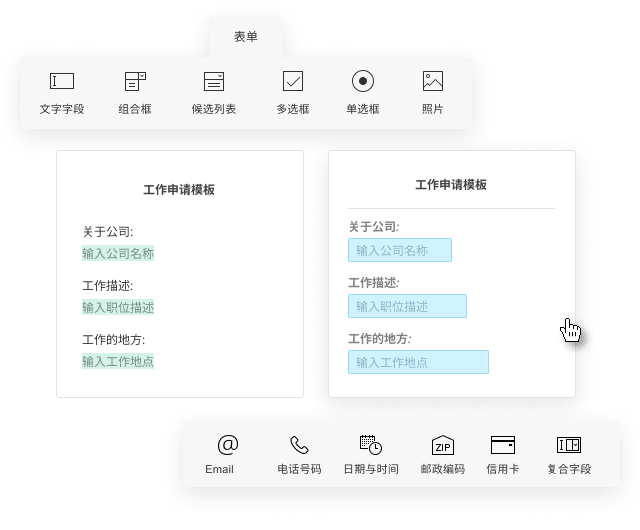 表单
文字字段 组合框 候选列表 多选框 单选框 照片
工作申请模板
关于公司:
输入公司名称
工作描述:
输入职位描述
工作的地方:
输入工作地点
工作申请模板
关于公司:
输入公司名称
工作描述:
输入职位描述
工作的地方:
输入工作地点
@ ZIP
Email 电话号码 日期与时间 邮政编码 信用卡 复合字段